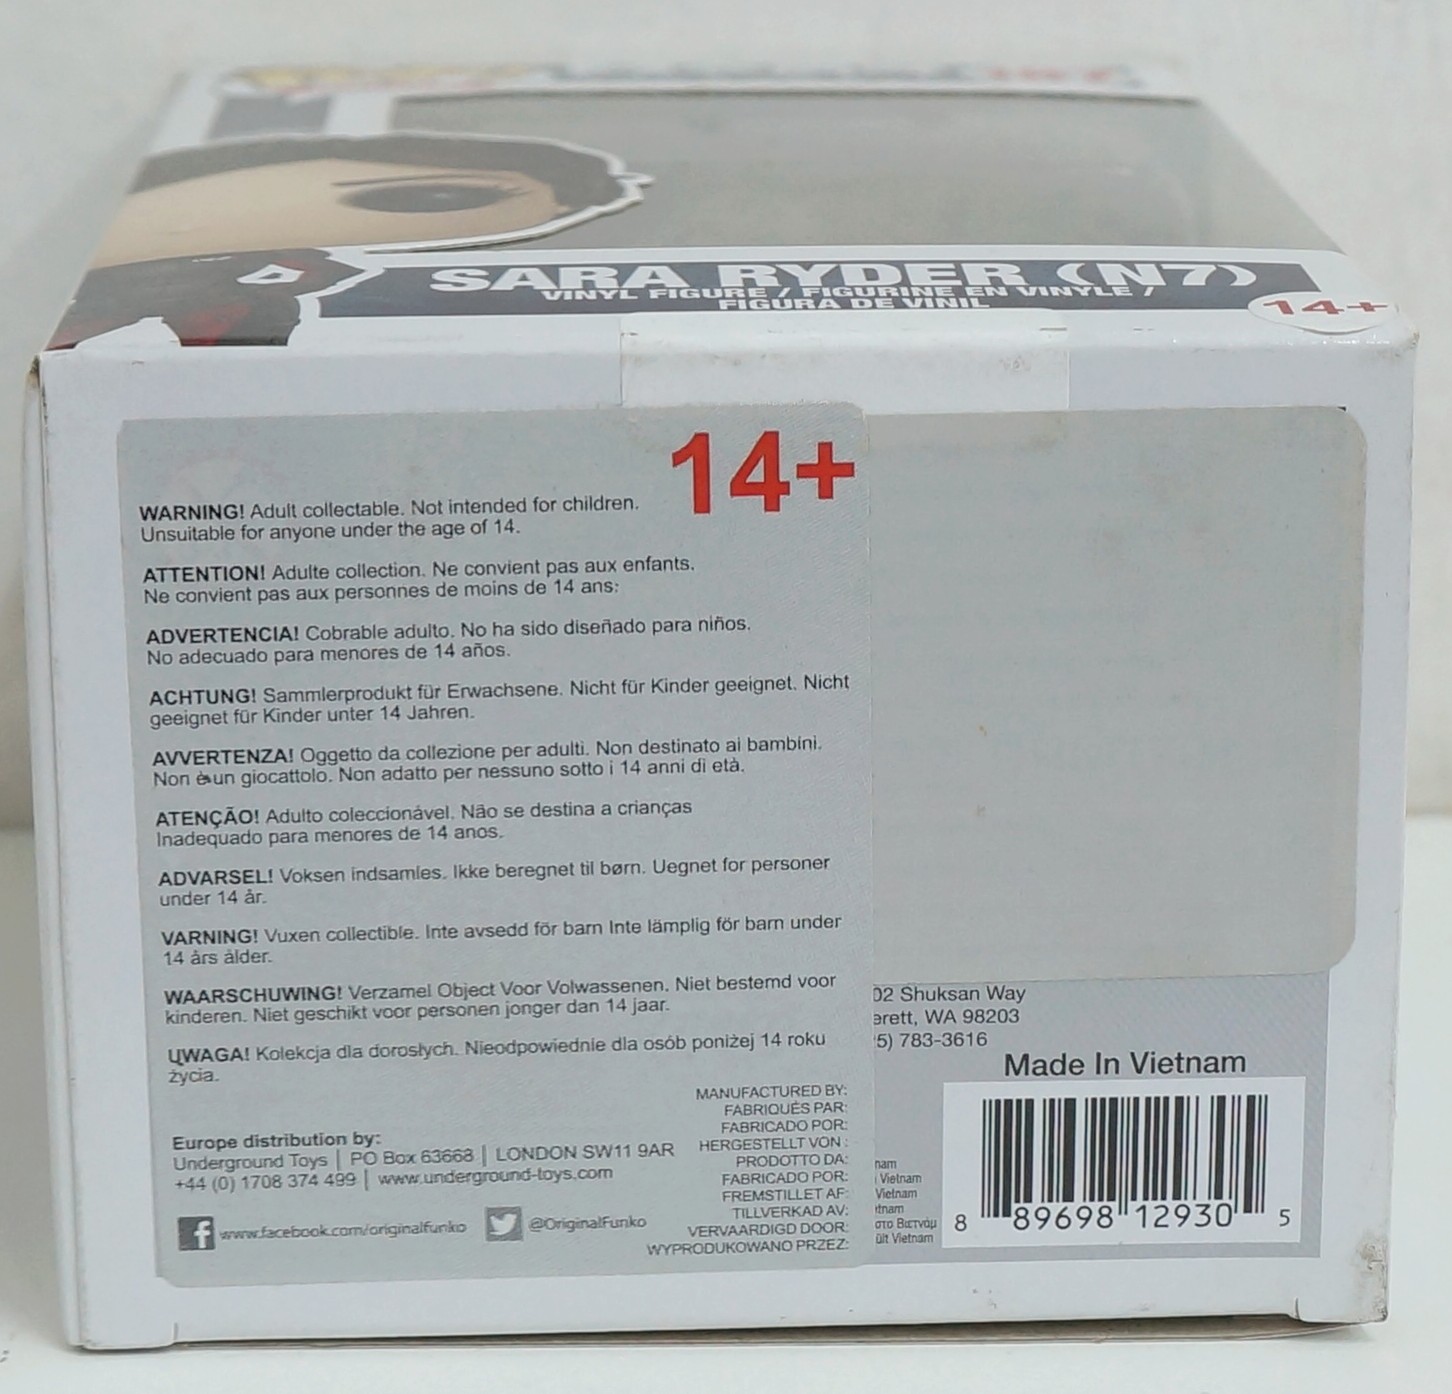 SARA RYDER (N7)
VINYL FIGURE / FIGURINE EN VINYLE /
FIGURA DE VINIL
14+
14+
WARNING! Adult collectable. Not intended for children.
Unsuitable for anyone under the age of 14.
ATTENTION! Adulte collection. Ne convient pas aux enfants.
Ne convient pas aux personnes de moins de 14 ans:
ADVERTENCIA! Cobrable adulto. No ha sido diseñado para niños.
No adecuado para menores de 14 años.
ACHTUNG! Sammlerprodukt für Erwachsene. Nicht für Kinder geeignet. Nicht
geeignet für Kinder unter 14 Jahren.
AVVERTENZA! Oggetto da collezione per adulti. Non destinato ai bambini.
Non è un giocattolo. Non adatto per nessuno sotto i 14 anni di età.
ATENÇÃO! Adulto coleccionável. Não se destina a crianças
Inadequado para menores de 14 anos.
ADVARSEL! Voksen indsamles. Ikke beregnet til børn. Uegnet for personer
under 14 år.
VARNING! Vuxen collectible. Inte avsedd för barn Inte lämplig för barn under
14 års ålder.
WAARSCHUWING! Verzamel Object Voor Volwassenen. Niet bestemd voor
kinderen. Niet geschikt voor personen jonger dan 14 jaar.
UWAGA! Kolekcja dla dorosłych. Nieodpowiednie dla osób poniżej 14 roku
życia.
Europe distribution by:
Underground Toys | PO Box 63668 | LONDON SW11 9AR
+44 (0) 1708 374 499 | www.underground-toys.com
www.facebook.com/originalfunko @OriginalFunko
MANUFACTURED BY:
FABRIQUÉS PAR:
FABRICADO POR:
HERGESTELLT VON :
PRODOTTO DA:
FABRICADO POR:
FREMSTILLET AF:
TILLVERKAD AV:
VERVAARDIGD DOOR:
WYPRODUKOWANO PRZEZ:
02 Shuksan Way
erett, WA 98203
5) 783-3616
Made In Vietnam
nam
Vietnam
Vietnam
tnam
στο Βιετνάμ
ült Vietnam
8 89698 12930 5